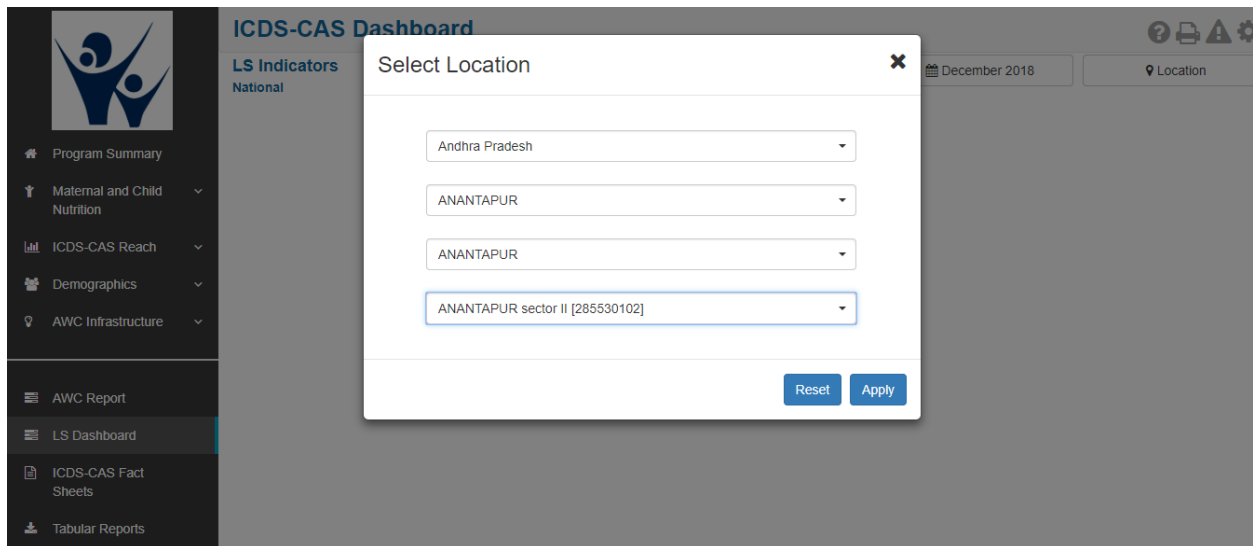 ICDS-CAS Dashboard
LS Indicators
National
December 2018
Location
Program Summary
Maternal and Child
Nutrition
ICDS-CAS Reach
Demographics
AWC Infrastructure
AWC Report
LS Dashboard
ICDS-CAS Fact
Sheets
Tabular Reports
Select Location
Andhra Pradesh
ANANTAPUR
ANANTAPUR
ANANTAPUR sector II [285530102]
Reset Apply